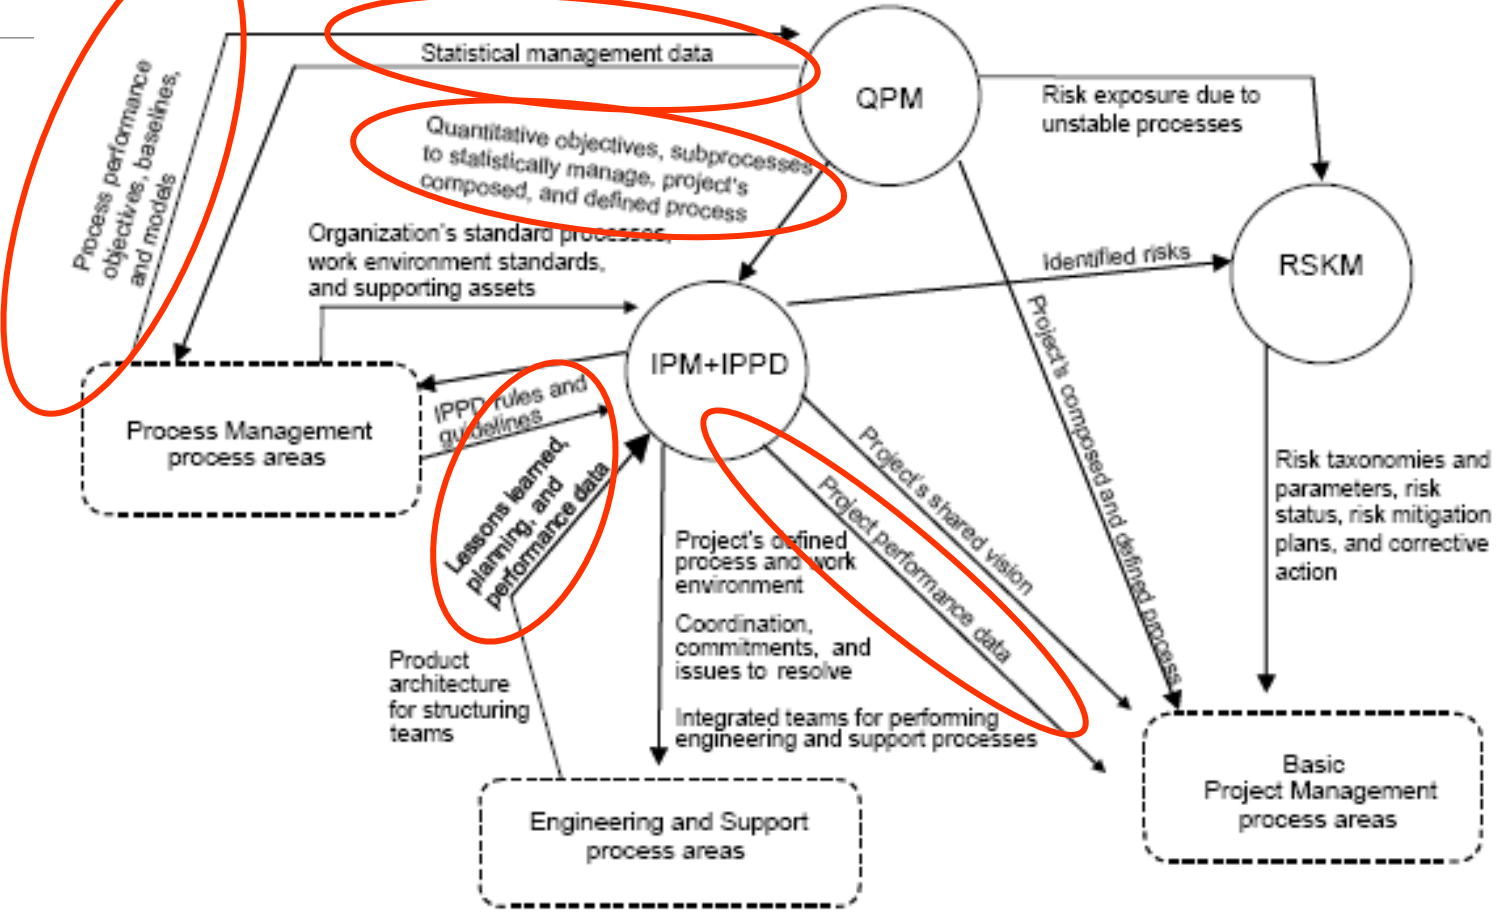 Statistical management data
QPM
Risk exposure due to
unstable processes
Process performance
objectives, baselines,
and models
Quantitative objectives, subprocesses
to statistically manage, project's
composed, and defined process
Organization's standard processes,
work environment standards,
and supporting assets
Identified risks
RSKM
IPM+IPPD
Project's composed and defined process
Process Management
process areas
IPPD rules and
guidelines
Lessons learned,
planning, and
performance data
Project's shared vision
Project performance data
Risk taxonomies and
parameters, risk
status, risk mitigation
plans, and corrective
action
Project's defined
process and work
environment
Coordination,
commitments, and
issues to resolve
Integrated teams for performing
engineering and support processes
Product
architecture
for structuring
teams
Basic
Project Management
process areas
Engineering and Support
process areas